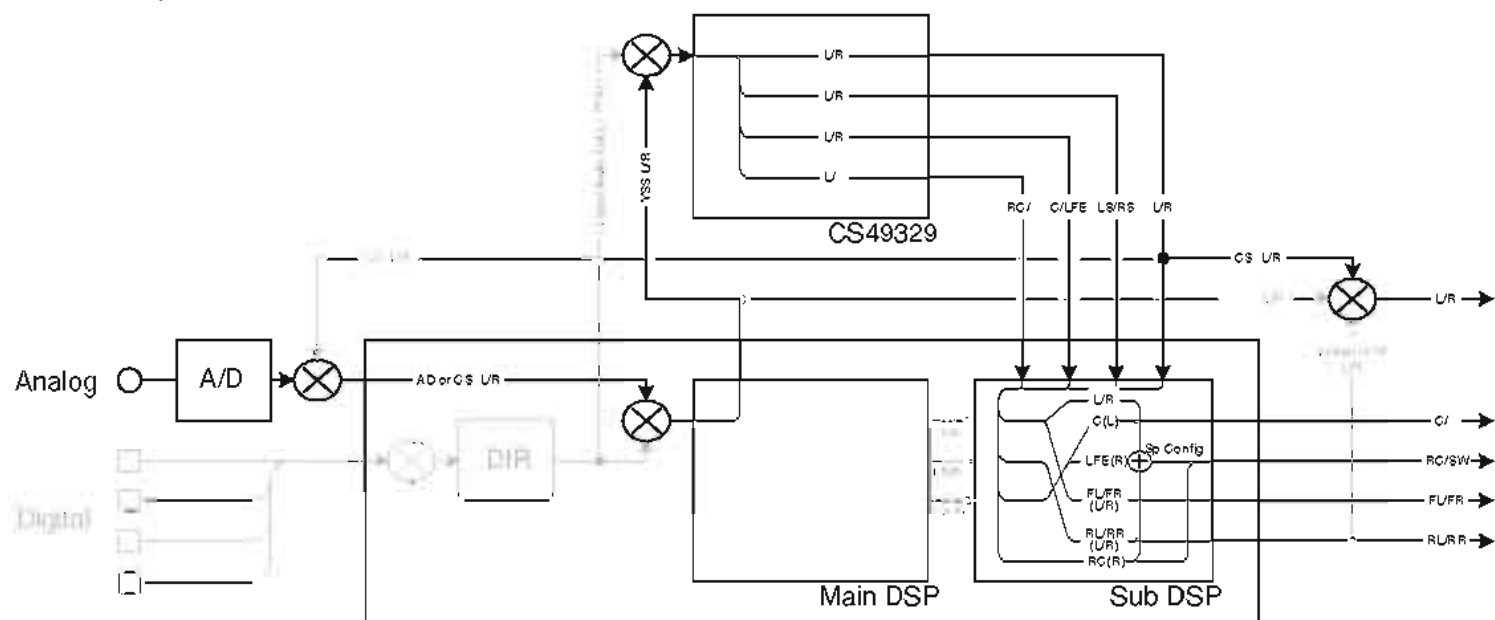 L/R
L/R
L/R
L/
YSS L/R
RC/
C/LFE
LS/RS
L/R
CS49329
CS L/R
L/R
Analog
A/D
AD or CS L/R
L/R
C(L)
C/
Sp Config
LFE(R)
RC/SW
DIR
FL/FR
(L/R)
FL/FR
Digital
RL/RR
(L/R)
RL/RR
RC(R)
Main DSP
Sub DSP